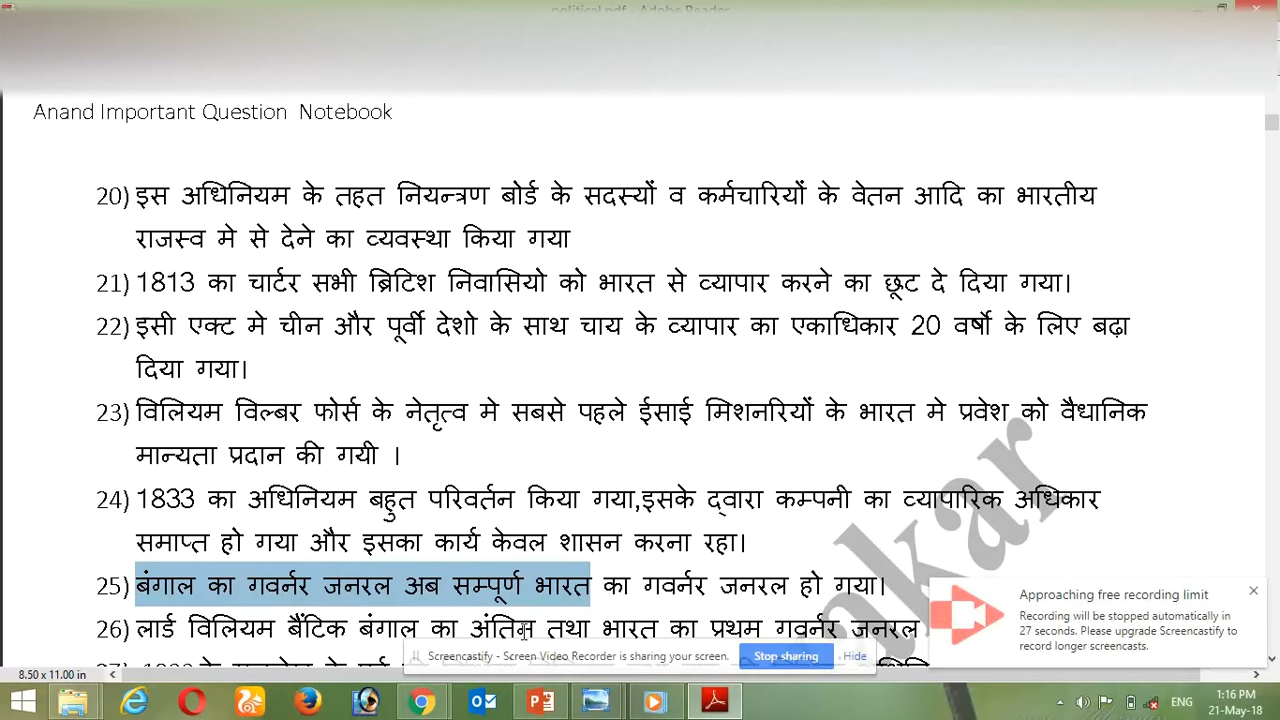 political.pdf - Adobe Reader
Anand Important Question Notebook
20) इस अधिनियम के तहत नियन्त्रण बोर्ड के सदस्यों व कर्मचारियों के वेतन आदि का भारतीय
राजस्व मे से देने का व्यवस्था किया गया
21) 1813 का चार्टर सभी ब्रिटिश निवासियो को भारत से व्यापार करने का छूट दे दिया गया।
22) इसी एक्ट मे चीन और पूर्वी देशो के साथ चाय के व्यापार का एकाधिकार 20 वर्षो के लिए बढ़ा
दिया गया।
23) विलियम विल्बर फोर्स के नेतृत्व मे सबसे पहले ईसाई मिशनरियों के भारत मे प्रवेश को वैधानिक
मान्यता प्रदान की गयी ।
24) 1833 का अधिनियम बहुत परिवर्तन किया गया,इसके द्वारा कम्पनी का व्यापारिक अधिकार
समाप्त हो गया और इसका कार्य केवल शासन करना रहा।
25) बंगाल का गवर्नर जनरल अब सम्पूर्ण भारत का गवर्नर जनरल हो गया।
26) लार्ड विलियम बैंटिक बंगाल का अंतिम तथा भारत का प्रथम गवर्नर जनरल
Approaching free recording limit
Recording will be stopped automatically in
27 seconds. Please upgrade Screencastify to
record longer screencasts.
Screencastify - Screen Video Recorder is sharing your screen. Stop sharing Hide
8.50 x 11.00 in
ENG
1:16 PM
21-May-18